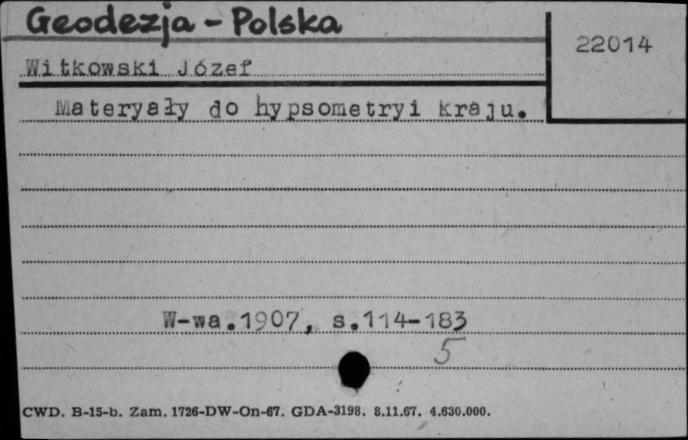 Geodezja - Polska
22014
Witkowski Józef
Materyały do hypsometryi kraju.
W-wa.1907, s.114-183
5
CWD. B-15-b. Zam. 1726-DW-On-67. GDA-3198. 8.11.67. 4.630.000.